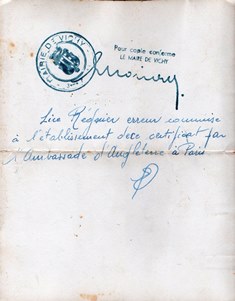 MAIRIE DE VICHY
Pour copie conforme
LE MAIRE DE VICHY
Lire Régnier erreur commise
à l'établissement de ce certificat par
l'Ambassade d'Angleterre à Paris